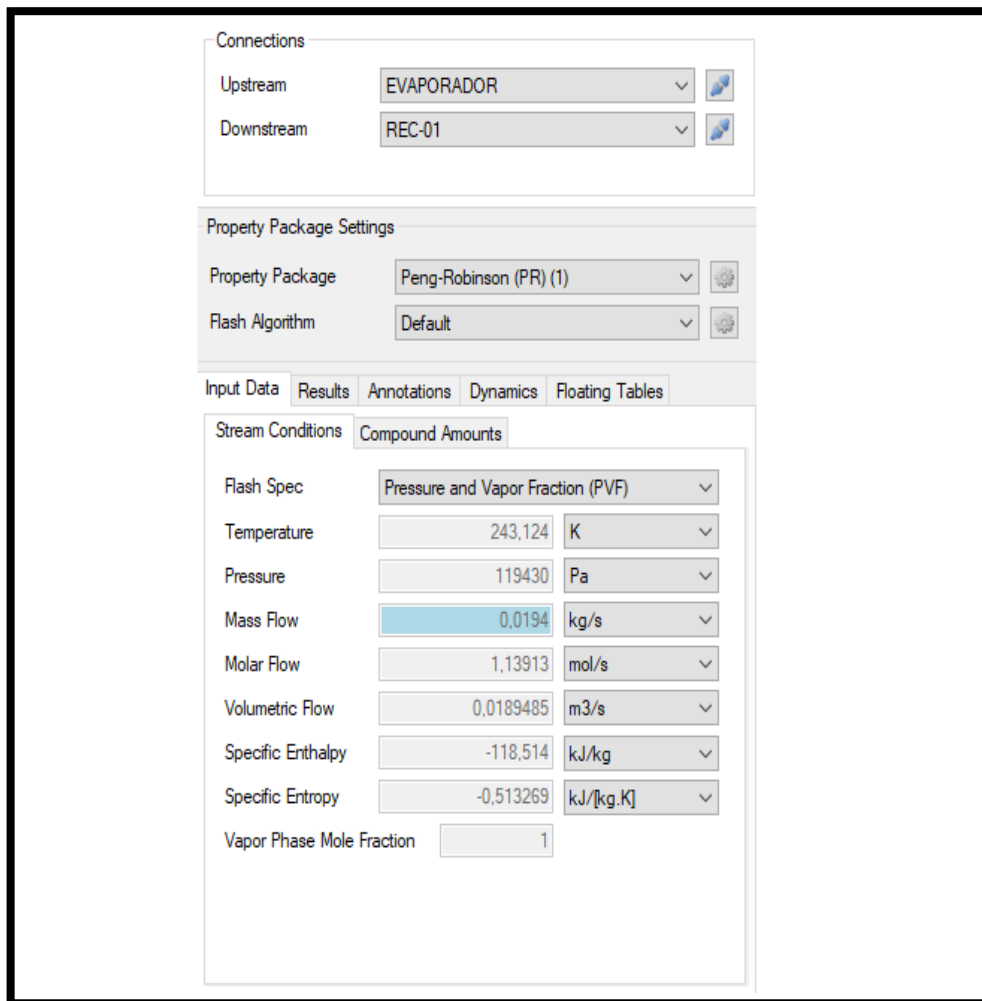 Connections
Upstream EVAPORADOR
Downstream REC-01
Property Package Settings
Property Package Peng-Robinson (PR) (1)
Flash Algorithm Default
Input Data Results Annotations Dynamics Floating Tables
Stream Conditions Compound Amounts
Flash Spec Pressure and Vapor Fraction (PVF)
Temperature 243,124 K
Pressure 119430 Pa
Mass Flow 0,0194 kg/s
Molar Flow 1,13913 mol/s
Volumetric Flow 0,0189485 m3/s
Specific Enthalpy -118,514 kJ/kg
Specific Entropy -0,513269 kJ/[kg.K]
Vapor Phase Mole Fraction 1